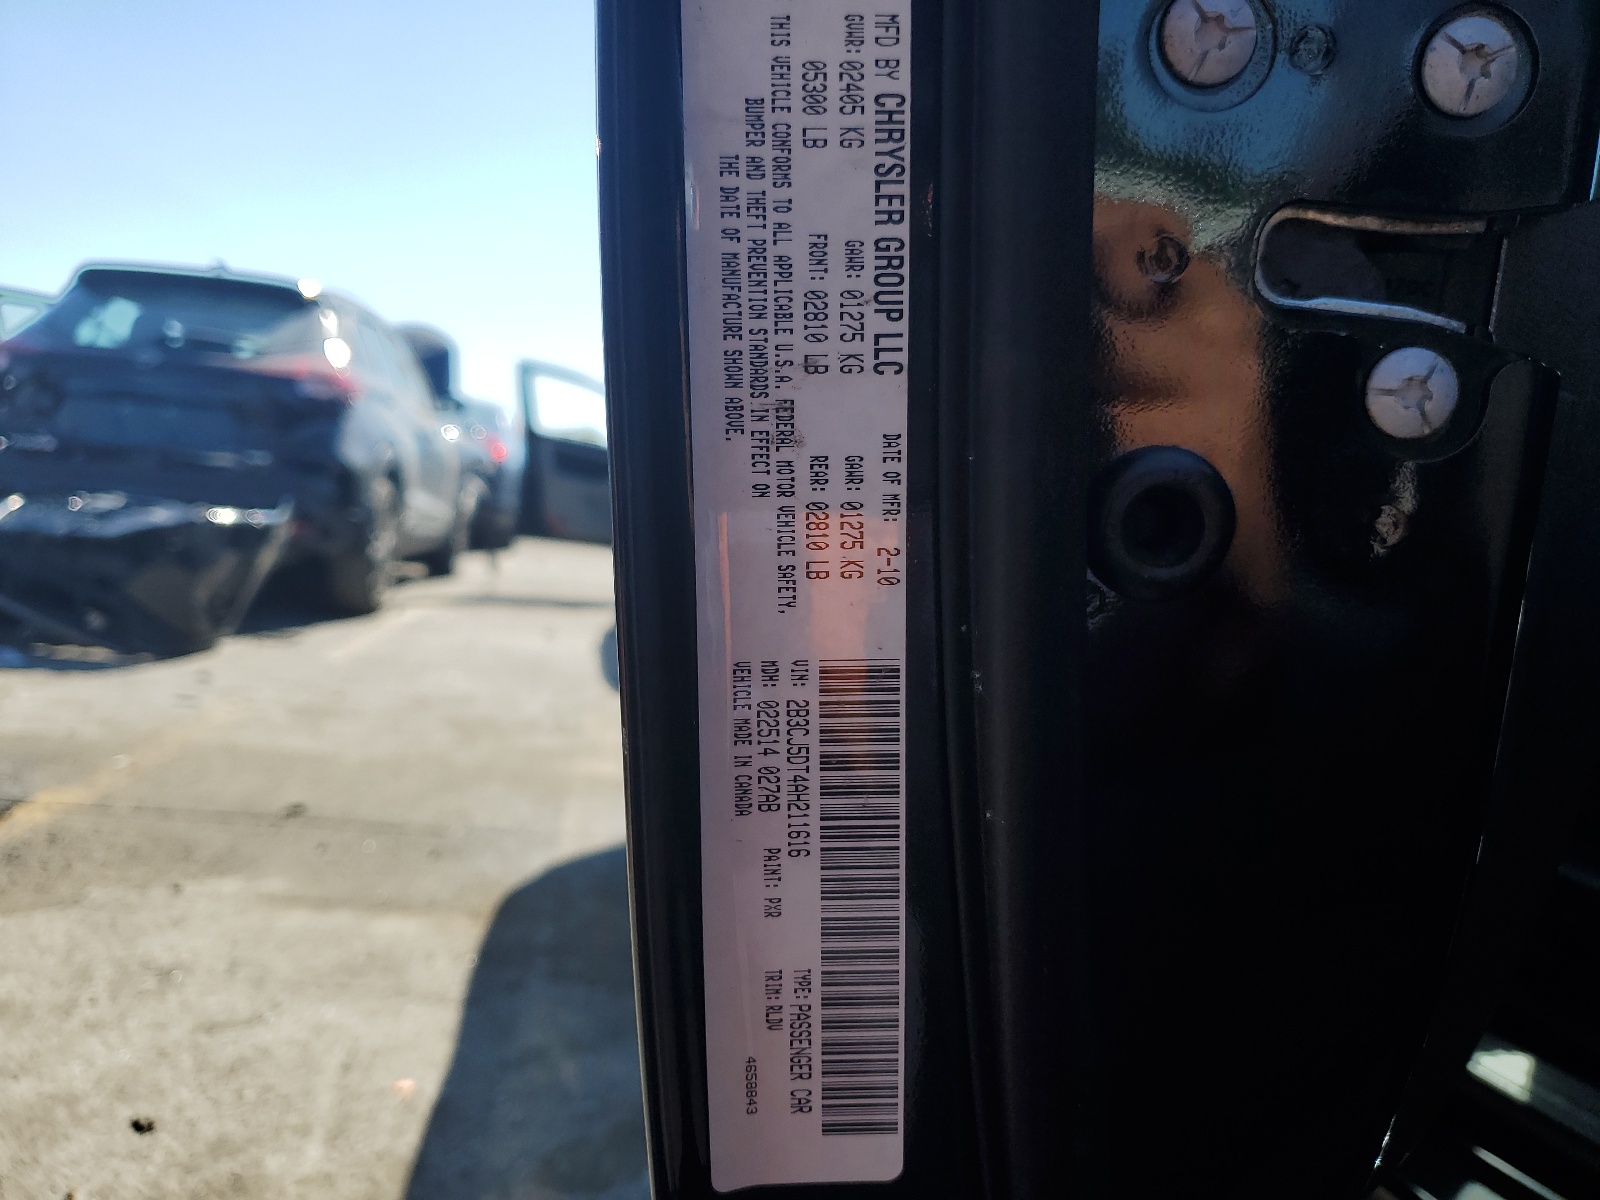 MFD BY CHRYSLER GROUP LLC DATE OF MFR: 2-10
GVWR: 02405 KG GAWR: 01275 KG GAWR: 01275 KG
05300 LB FRONT: 02810 LB REAR: 02810 LB
THIS VEHICLE CONFORMS TO ALL APPLICABLE U.S.A. FEDERAL MOTOR VEHICLE SAFETY,
BUMPER AND THEFT PREVENTION STANDARDS IN EFFECT ON
THE DATE OF MANUFACTURE SHOWN ABOVE.
VIN: 2B3CJ5DT4AH211616 TYPE: PASSENGER CAR
MDH: 022514 027AB PAINT: PXR TRIM: RLDV
VEHICLE MADE IN CANADA 4658843